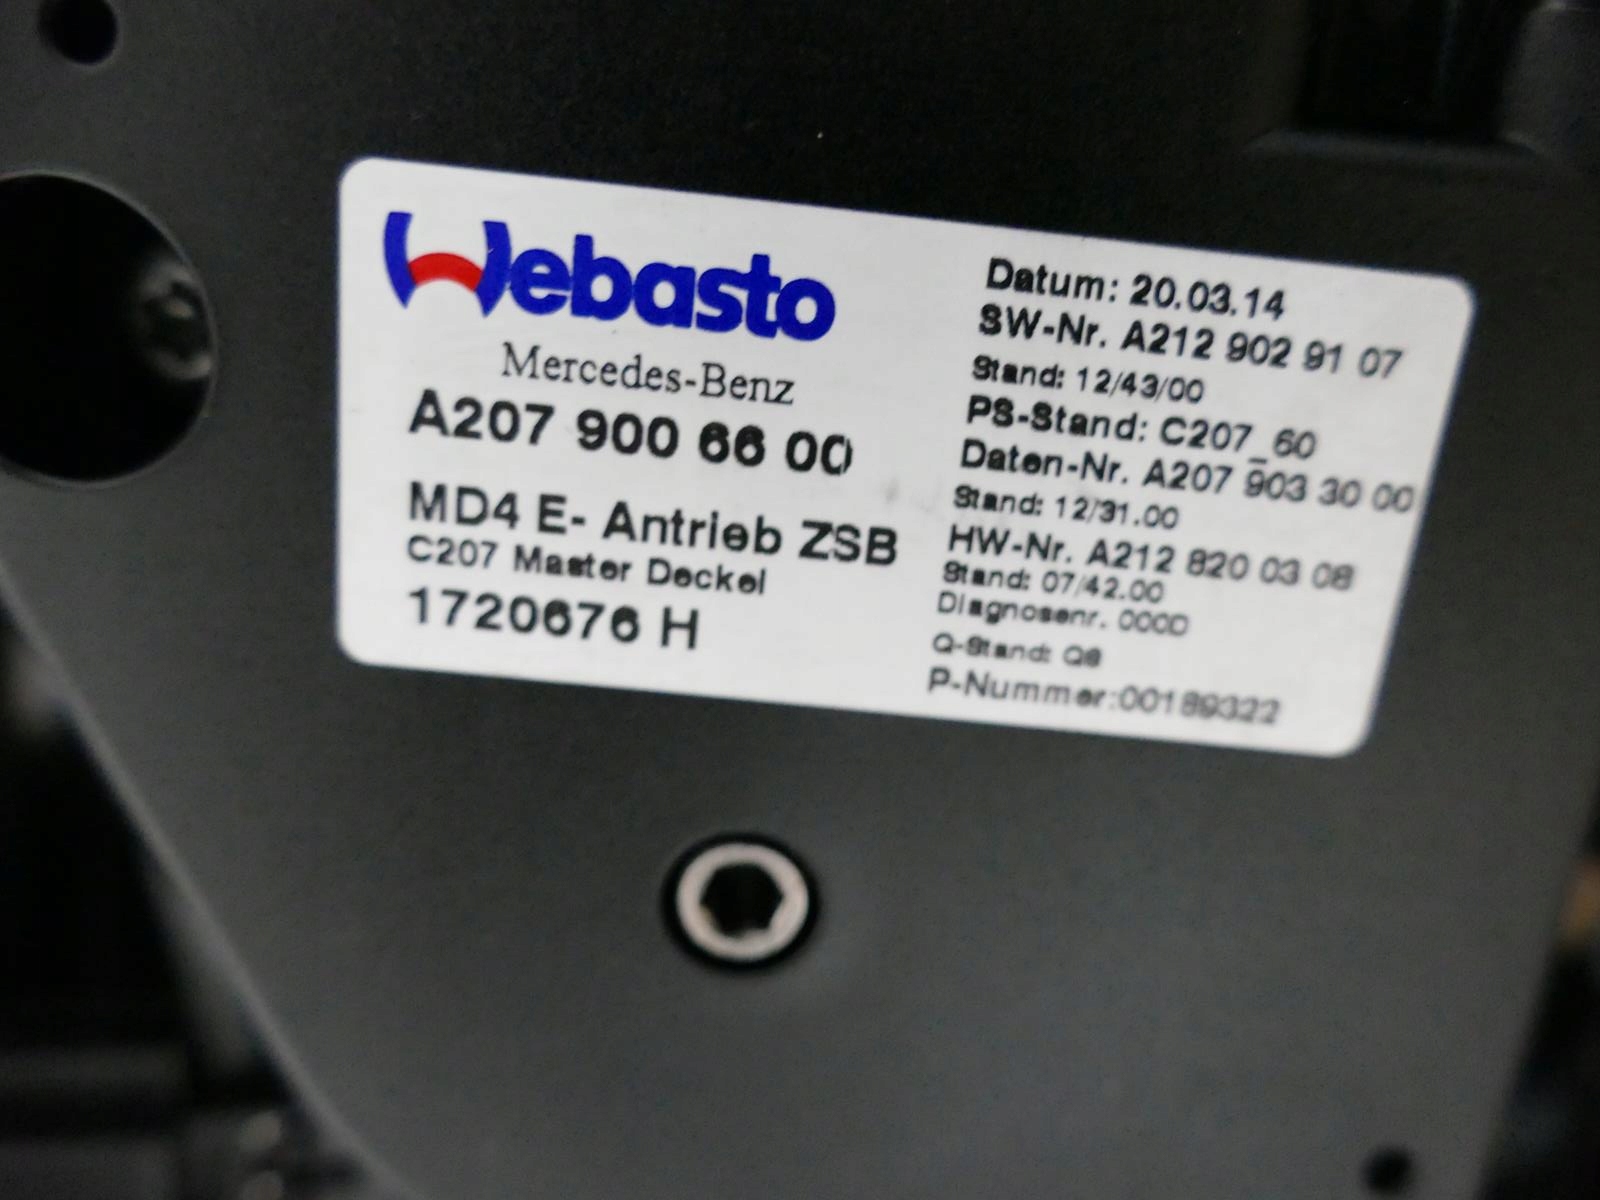 Webasto
Mercedes-Benz
A207 900 66 00
MD4 E- Antrieb ZSB
C207 Master Deckel
1720676 H
Datum: 20.03.14
SW-Nr. A212 902 91 07
Stand: 12/43/00
PS-Stand: C207_60
Daten-Nr. A207 903 30 00
Stand: 12/31.00
HW-Nr. A212 820 03 08
Stand: 07/42.00
Diagnosenr. 000D
Q-Stand:
P-Nummer:00189322